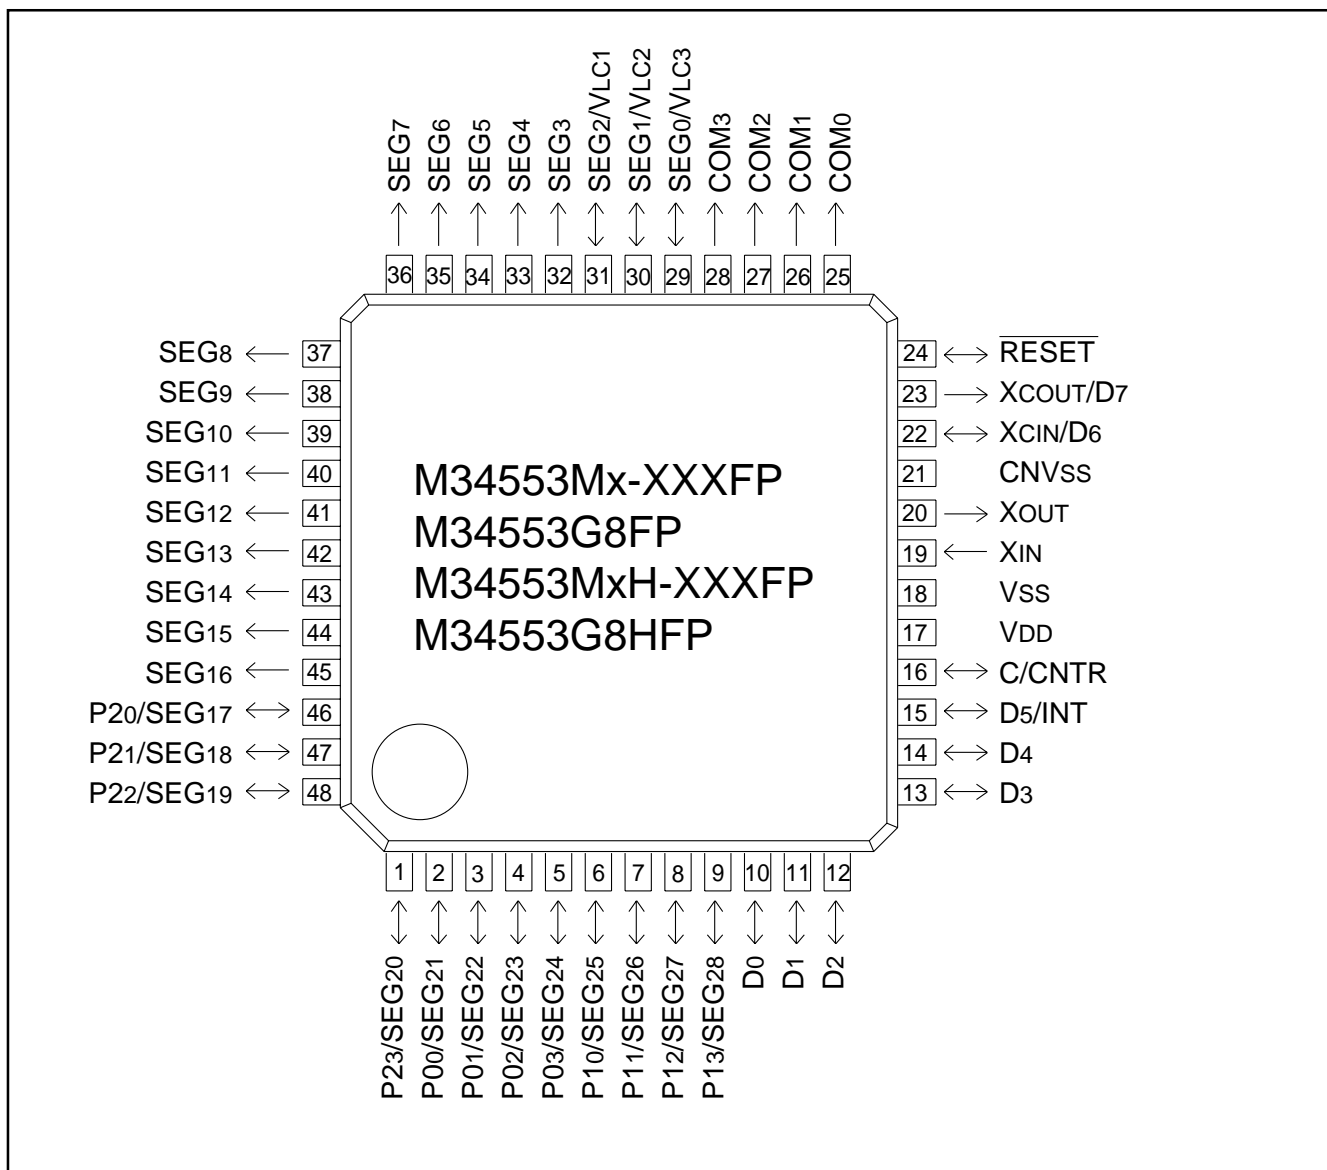 SEG7
SEG6
SEG5
SEG4
SEG3
SEG2/VLC1
SEG1/VLC2
SEG0/VLC3
COM3
COM2
COM1
COM0
36
35
34
33
32
31
30
29
28
27
26
25
SEG8 37
SEG9 38
SEG10 39
SEG11 40
SEG12 41
SEG13 42
SEG14 43
SEG15 44
SEG16 45
P20/SEG17 46
P21/SEG18 47
P22/SEG19 48
M34553Mx-XXXFP
M34553G8FP
M34553MxH-XXXFP
M34553G8HFP
24 RESET
23 XCOUT/D7
22 XCIN/D6
21 CNVSS
20 XOUT
19 XIN
18 VSS
17 VDD
16 C/CNTR
15 D5/INT
14 D4
13 D3
1
2
3
4
5
6
7
8
9
10
11
12
P23/SEG20
P00/SEG21
P01/SEG22
P02/SEG23
P03/SEG24
P10/SEG25
P11/SEG26
P12/SEG27
P13/SEG28
D0
D1
D2